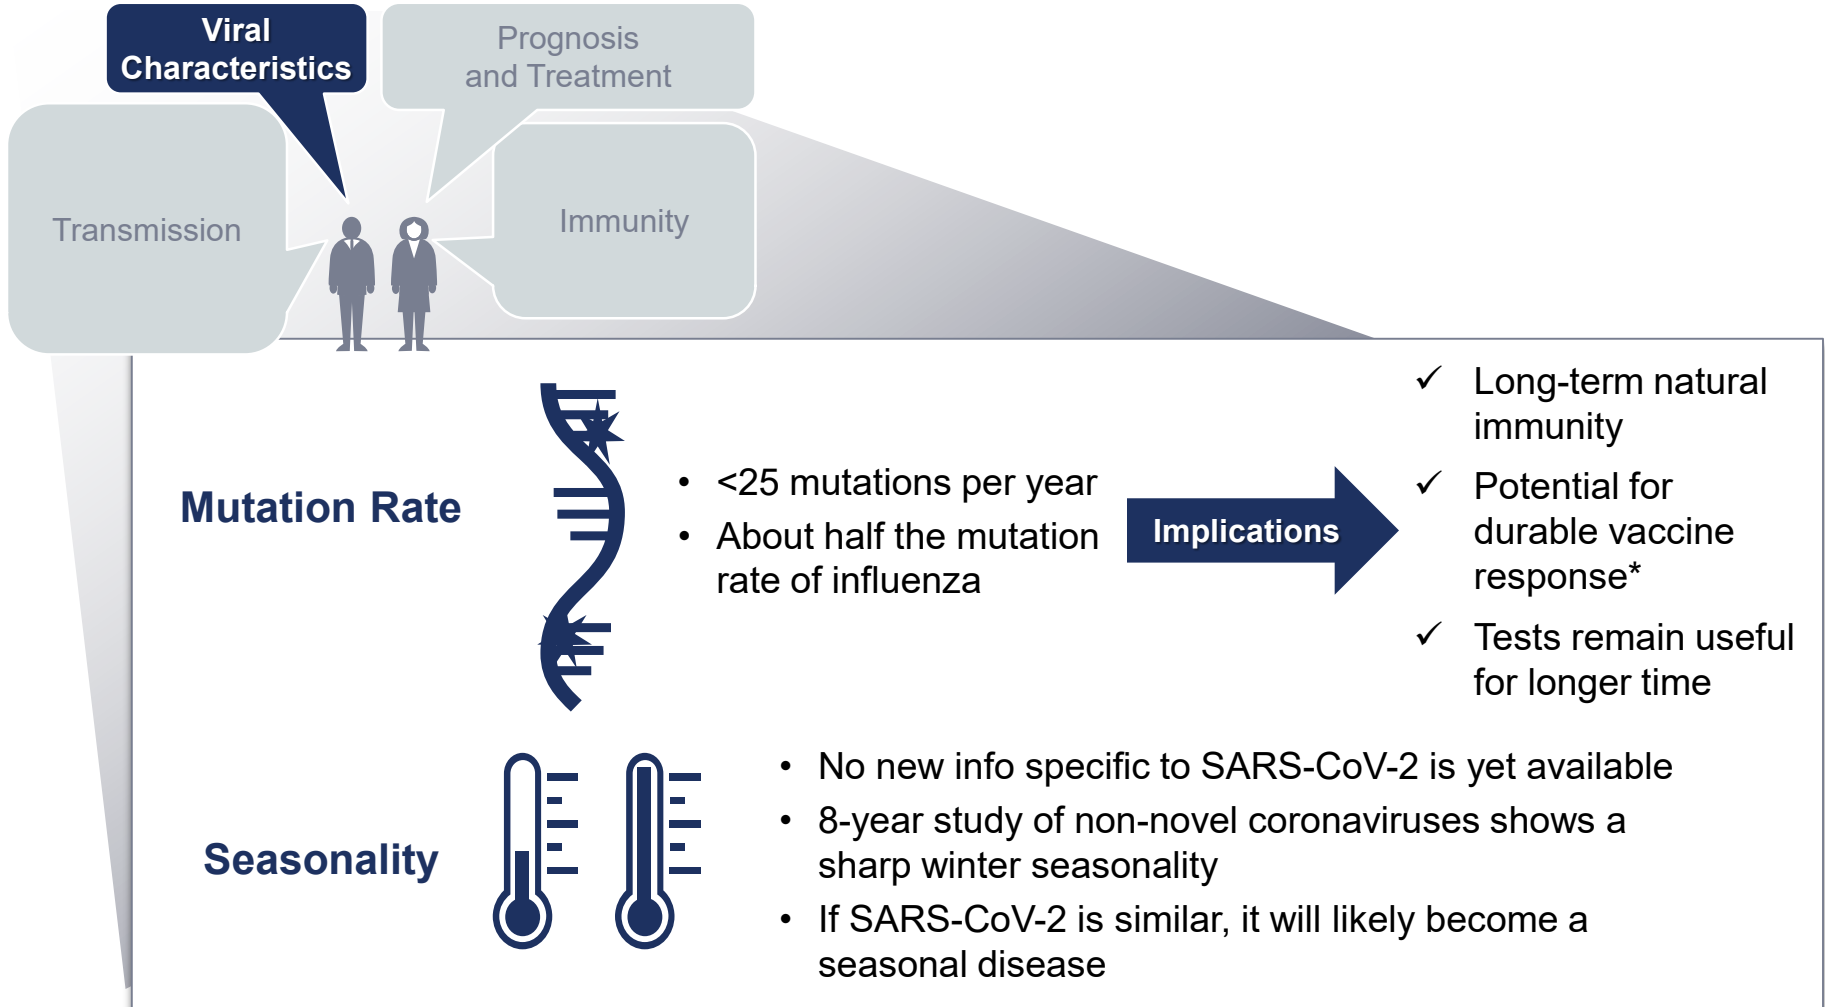 Viral
Characteristics
Prognosis
and Treatment
Transmission
Immunity
Mutation Rate
• <25 mutations per year
• About half the mutation
rate of influenza
Implications
✓ Long-term natural
immunity
✓ Potential for
durable vaccine
response*
✓ Tests remain useful
for longer time
Seasonality
• No new info specific to SARS-CoV-2 is yet available
• 8-year study of non-novel coronaviruses shows a
sharp winter seasonality
• If SARS-CoV-2 is similar, it will likely become a
seasonal disease